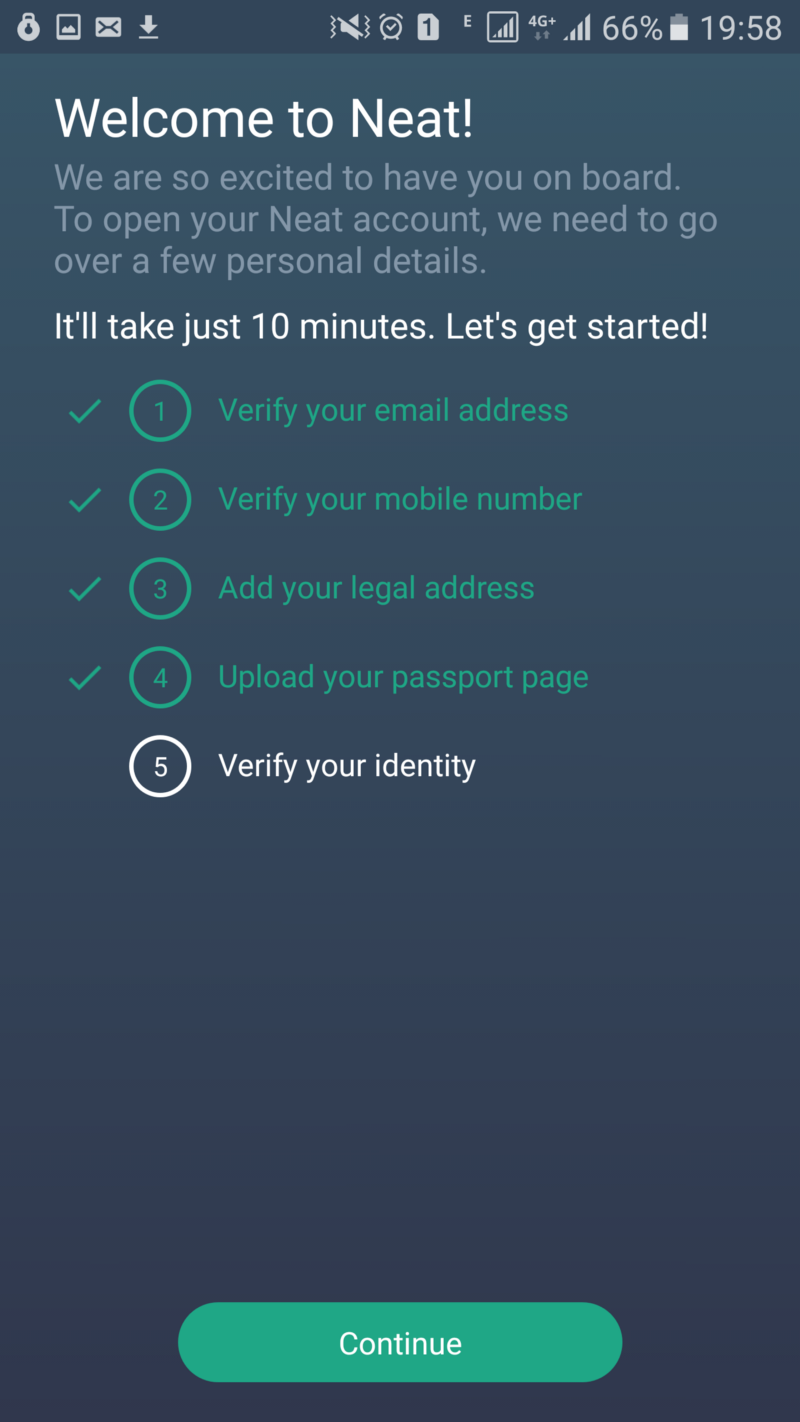 1 E 4G+ 66% 19:58
Welcome to Neat!
We are so excited to have you on board.
To open your Neat account, we need to go
over a few personal details.
It'll take just 10 minutes. Let's get started!
1 Verify your email address
2 Verify your mobile number
3 Add your legal address
4 Upload your passport page
5 Verify your identity
Continue